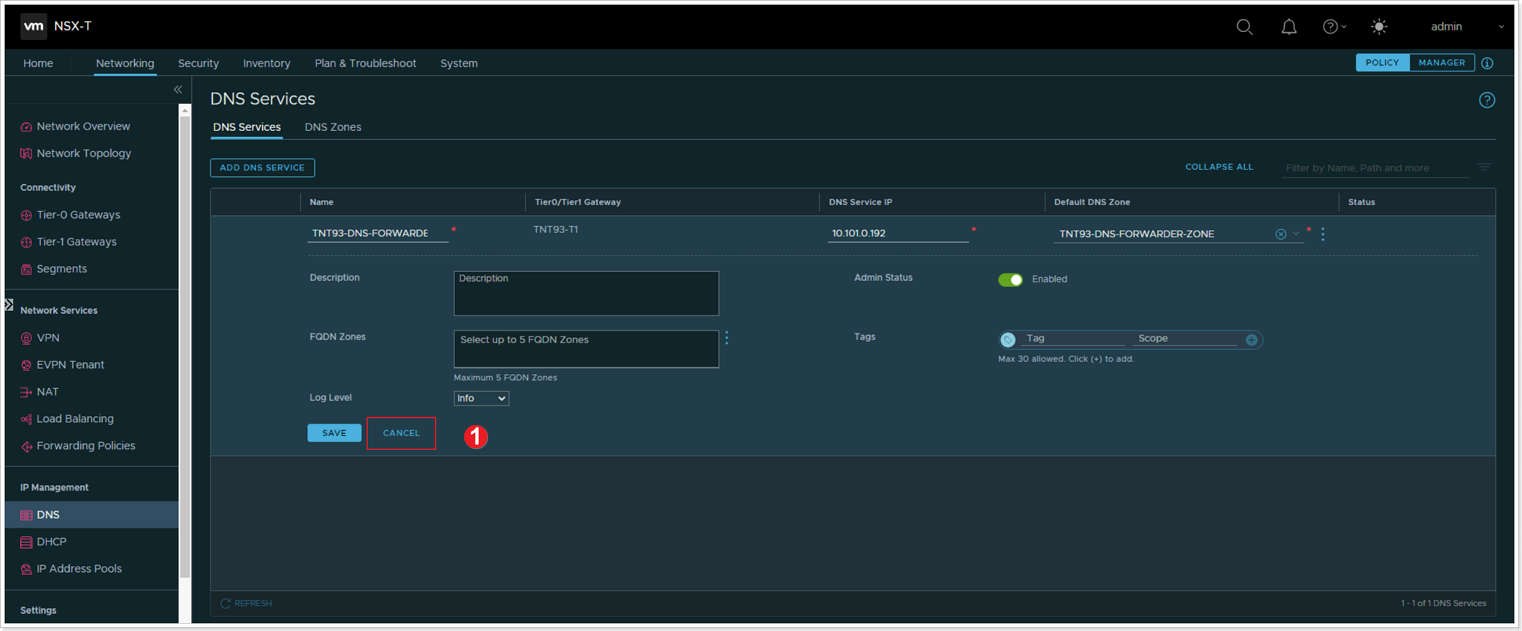 vm NSX-T admin
Home Networking Security Inventory Plan & Troubleshoot System POLICY MANAGER
DNS Services
DNS Services DNS Zones
ADD DNS SERVICE COLLAPSE ALL Filter by Name, Path and more
Name Tier0/Tier1 Gateway DNS Service IP Default DNS Zone Status
TNT93-DNS-FORWARDE * TNT93-T1 10.101.0.192 * TNT93-DNS-FORWARDER-ZONE *
Description Description Admin Status Enabled
FQDN Zones Select up to 5 FQDN Zones Tags Tag Scope
Maximum 5 FQDN Zones Max 30 allowed. Click (+) to add.
Log Level Info
SAVE CANCEL 1
REFRESH 1 - 1 of 1 DNS Services
Network Overview
Network Topology
Connectivity
Tier-0 Gateways
Tier-1 Gateways
Segments
Network Services
VPN
EVPN Tenant
NAT
Load Balancing
Forwarding Policies
IP Management
DNS
DHCP
IP Address Pools
Settings